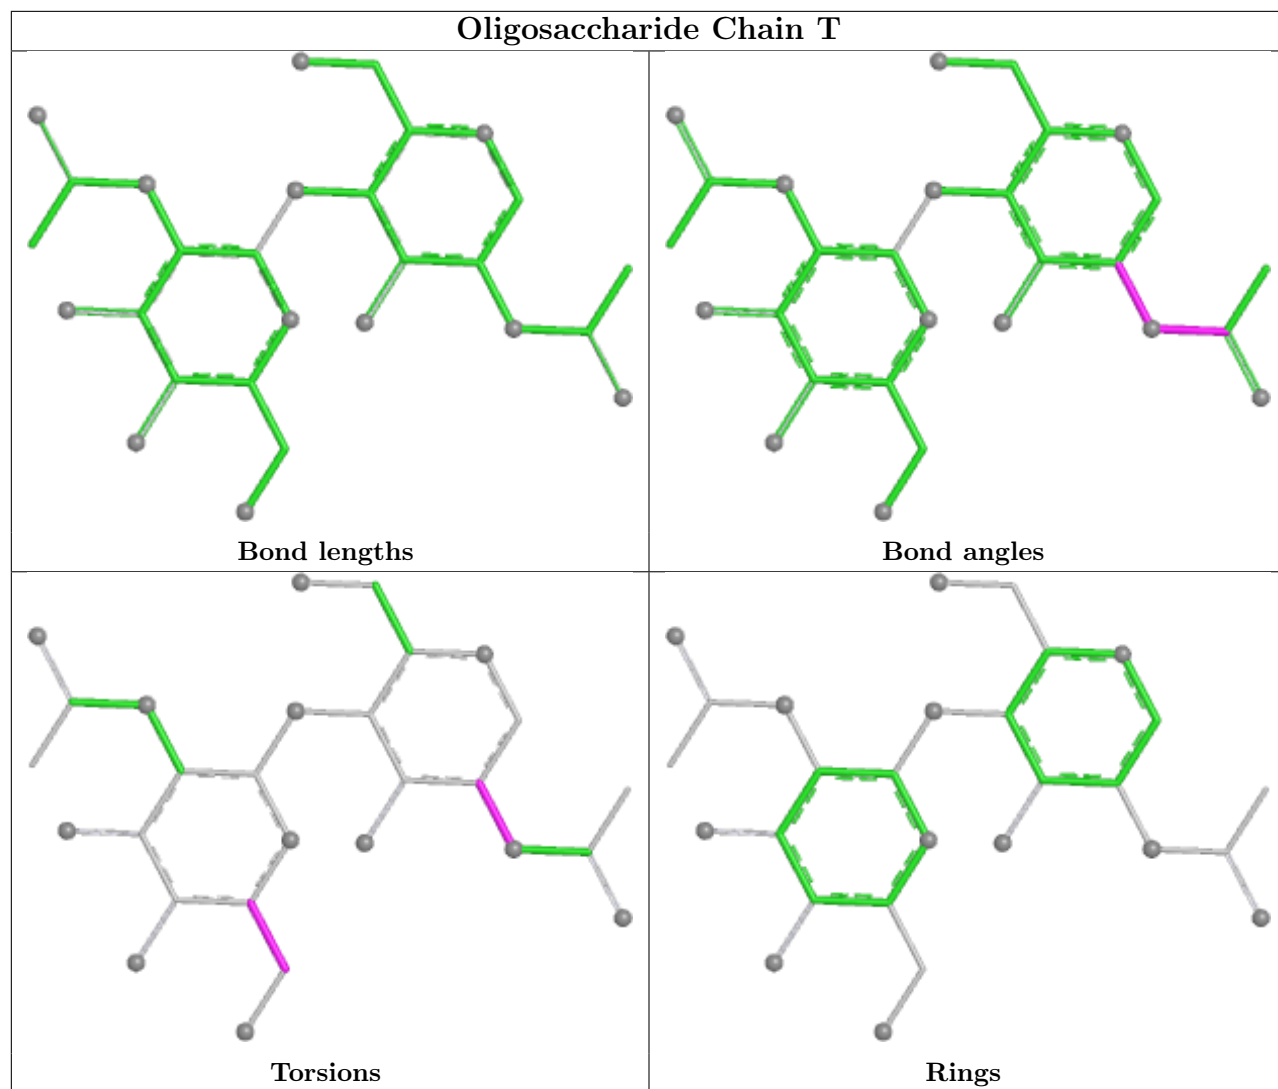 Oligosaccharide Chain T
Bond lengths
Bond angles
Torsions
Rings